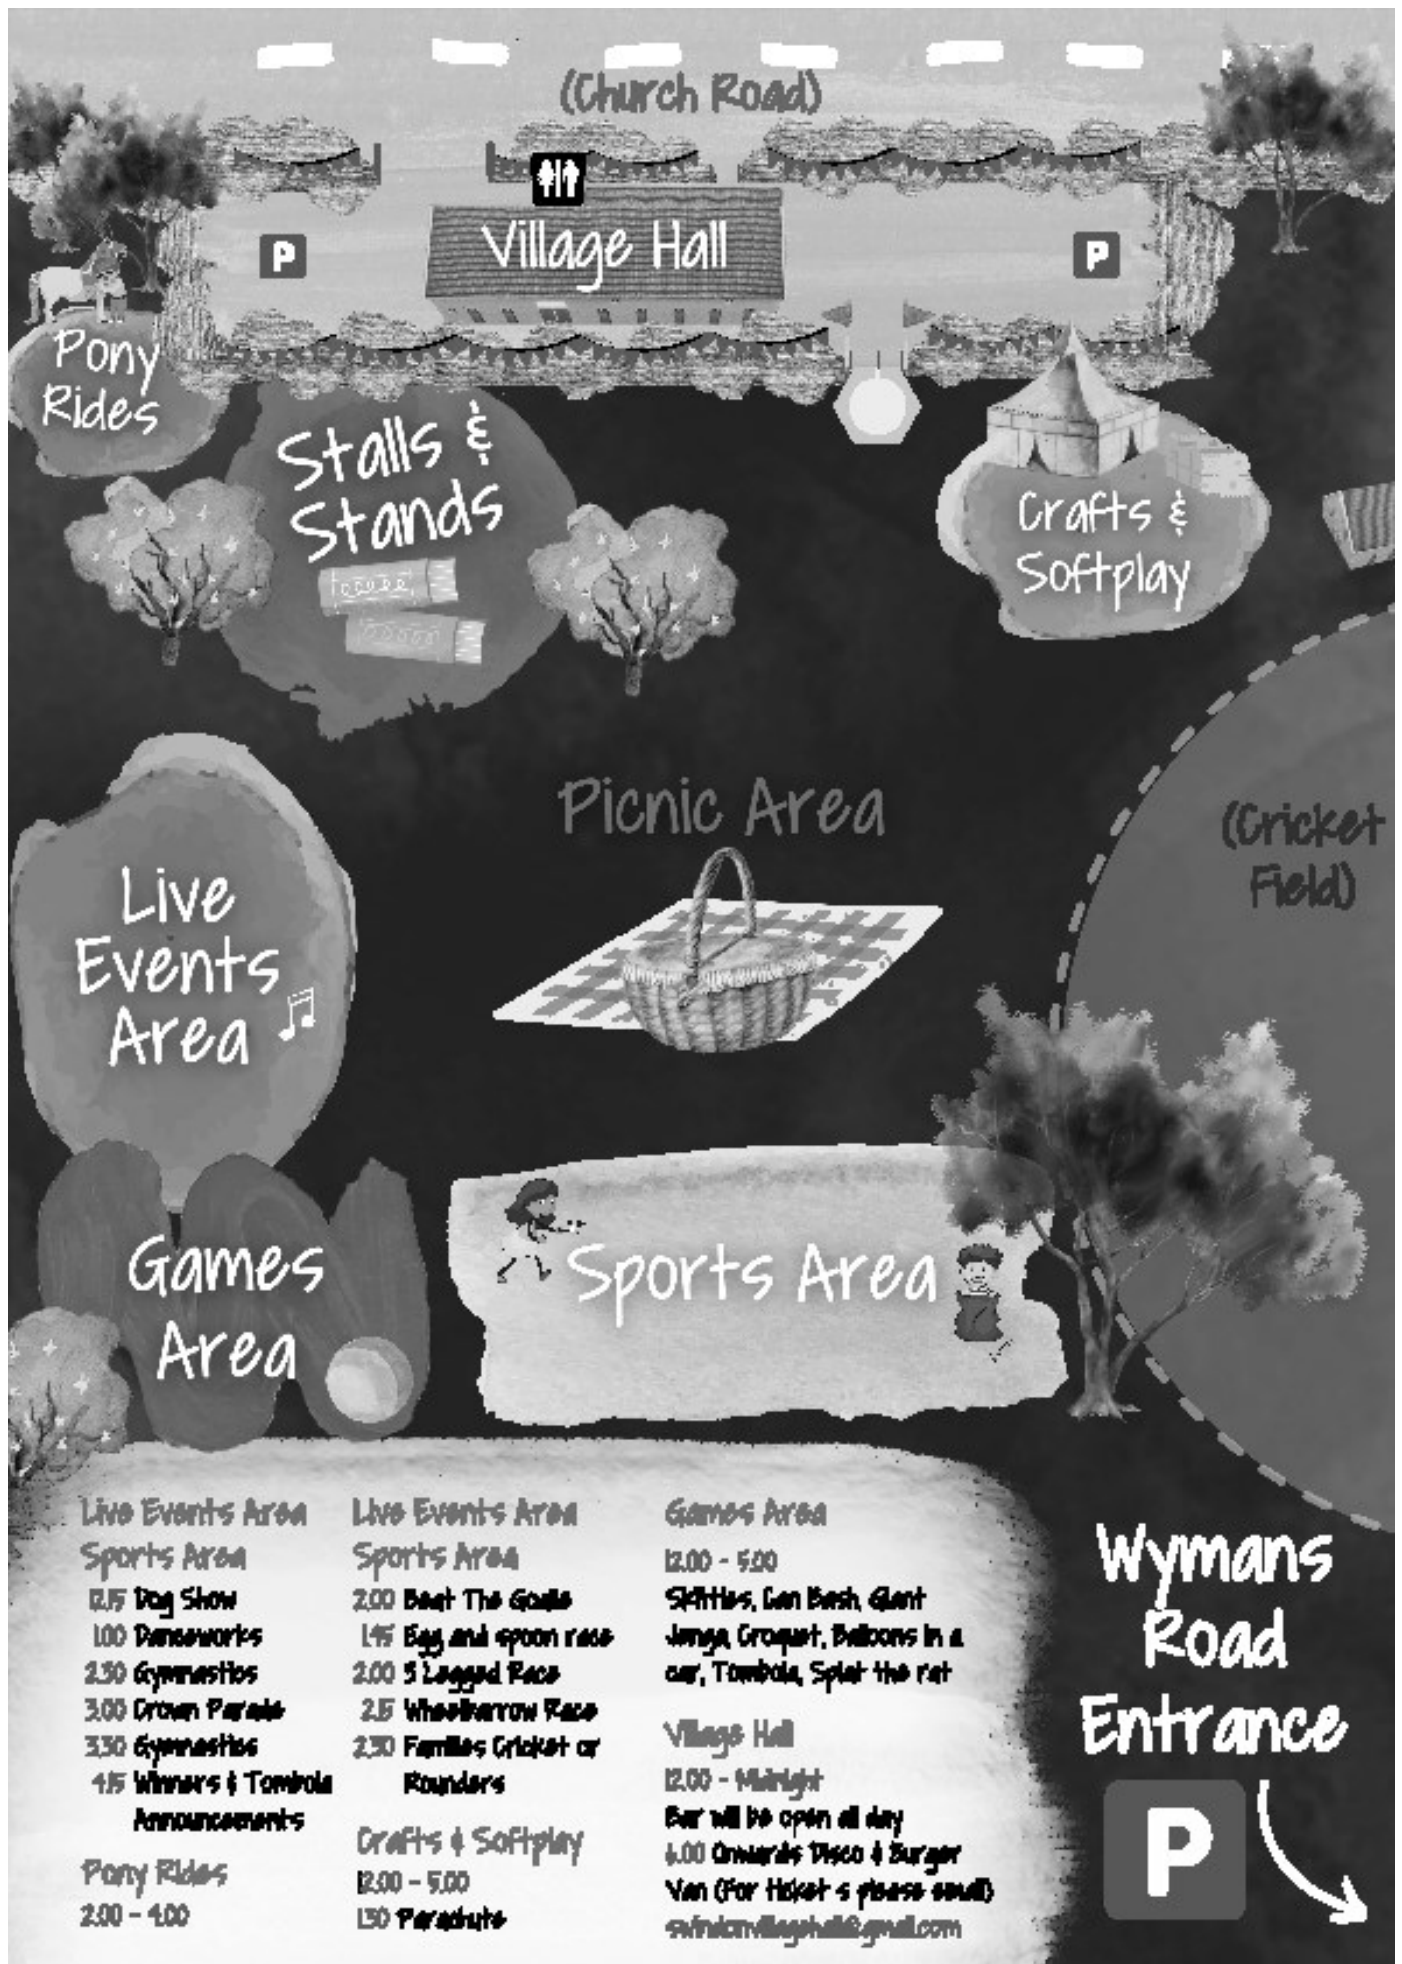 (Church Road)
P
Village Hall
P
Pony
Rides
Stalls &
Stands
Crafts &
Softplay
Picnic Area
(Cricket
Field)
Live
Events
Area
Games
Area
Sports Area
Live Events Area
Sports Area
12.15 Dog Show
1.00 Danceworks
2.30 Gymnastics
3.00 Crown Parade
3.30 Gymnastics
4.15 Winners & Tombola
Announcements
Pony Rides
2.00 - 4.00
Live Events Area
Sports Area
2.00 Beat The Goalie
1.45 Egg and spoon race
2.00 3 Legged Race
2.15 Wheelbarrow Race
2.30 Families Cricket or
Rounders
Crafts & Softplay
12.00 - 5.00
1.30 Parachute
Games Area
12.00 - 5.00
Skittles, Can Bash, Giant
Jenga, Croquet, Balloons in a
car, Tombola, Splat the rat
Village Hall
12.00 - Midnight
Bar will be open all day
6.00 Onwards Disco & Burger
Van (For ticket s please email)
swindonvillagehall@gmail.com
Wymans
Road
Entrance
P